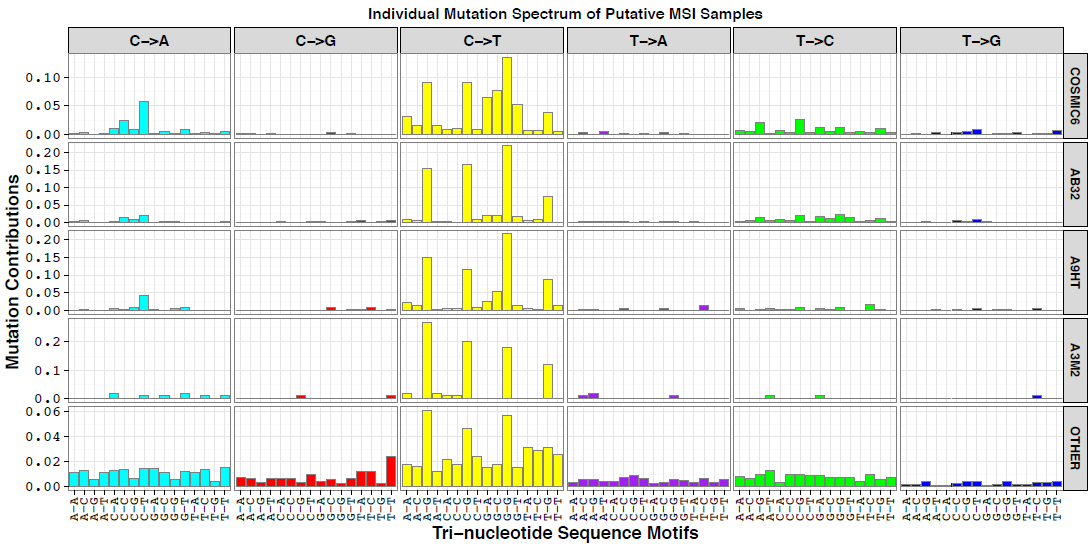 Individual Mutation Spectrum of Putative MSI Samples
C->A C->G C->T T->A T->C T->G
Mutation Contributions
0.10
0.05
0.00
COSMIC6
0.20
0.15
0.10
0.05
0.00
AB32
0.20
0.15
0.10
0.05
0.00
A9HT
0.2
0.1
0.0
A3M2
0.06
0.04
0.02
0.00
OTHER
A-A A-C A-G A-T C-A C-C C-G C-T G-A G-C G-G G-T T-A T-C T-G T-T A-A A-C A-G A-T C-A C-C C-G C-T G-A G-C G-G G-T T-A T-C T-G T-T A-A A-C A-G A-T C-A C-C C-G C-T G-A G-C G-G G-T T-A T-C T-G T-T A-A A-C A-G A-T C-A C-C C-G C-T G-A G-C G-G G-T T-A T-C T-G T-T A-A A-C A-G A-T C-A C-C C-G C-T G-A G-C G-G G-T T-A T-C T-G T-T A-A A-C A-G A-T C-A C-C C-G C-T G-A G-C G-G G-T T-A T-C T-G T-T
Tri-nucleotide Sequence Motifs